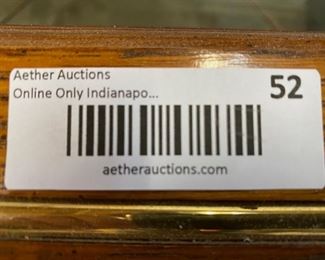 Aether Auctions
Online Only Indianapo...
52
aetherauctions.com